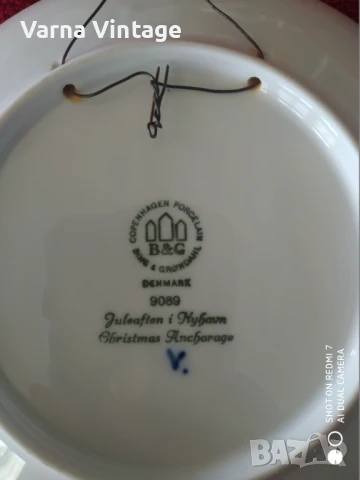 Varna Vintage
COPENHAGEN PORCELAIN
BING & GRØNDAHL
B&G
DENMARK
9089
Juleaften i Nyhavn
Christmas Anchorage
V.
SHOT ON REDMI 7
AI DUAL CAMERA
BAZAR